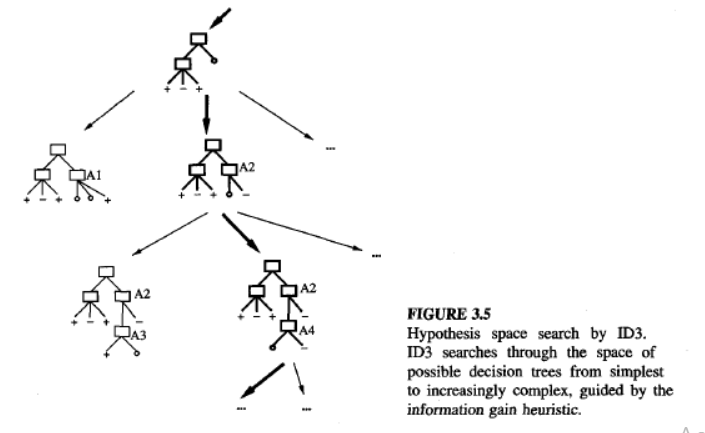 + - +
...
A1
A2
+ - +
+
+ - +
-
...
A2
A2
+ - +
-
+ - +
-
A3
A4
+
-
...
...
FIGURE 3.5
Hypothesis space search by ID3.
ID3 searches through the space of
possible decision trees from simplest
to increasingly complex, guided by the
information gain heuristic.